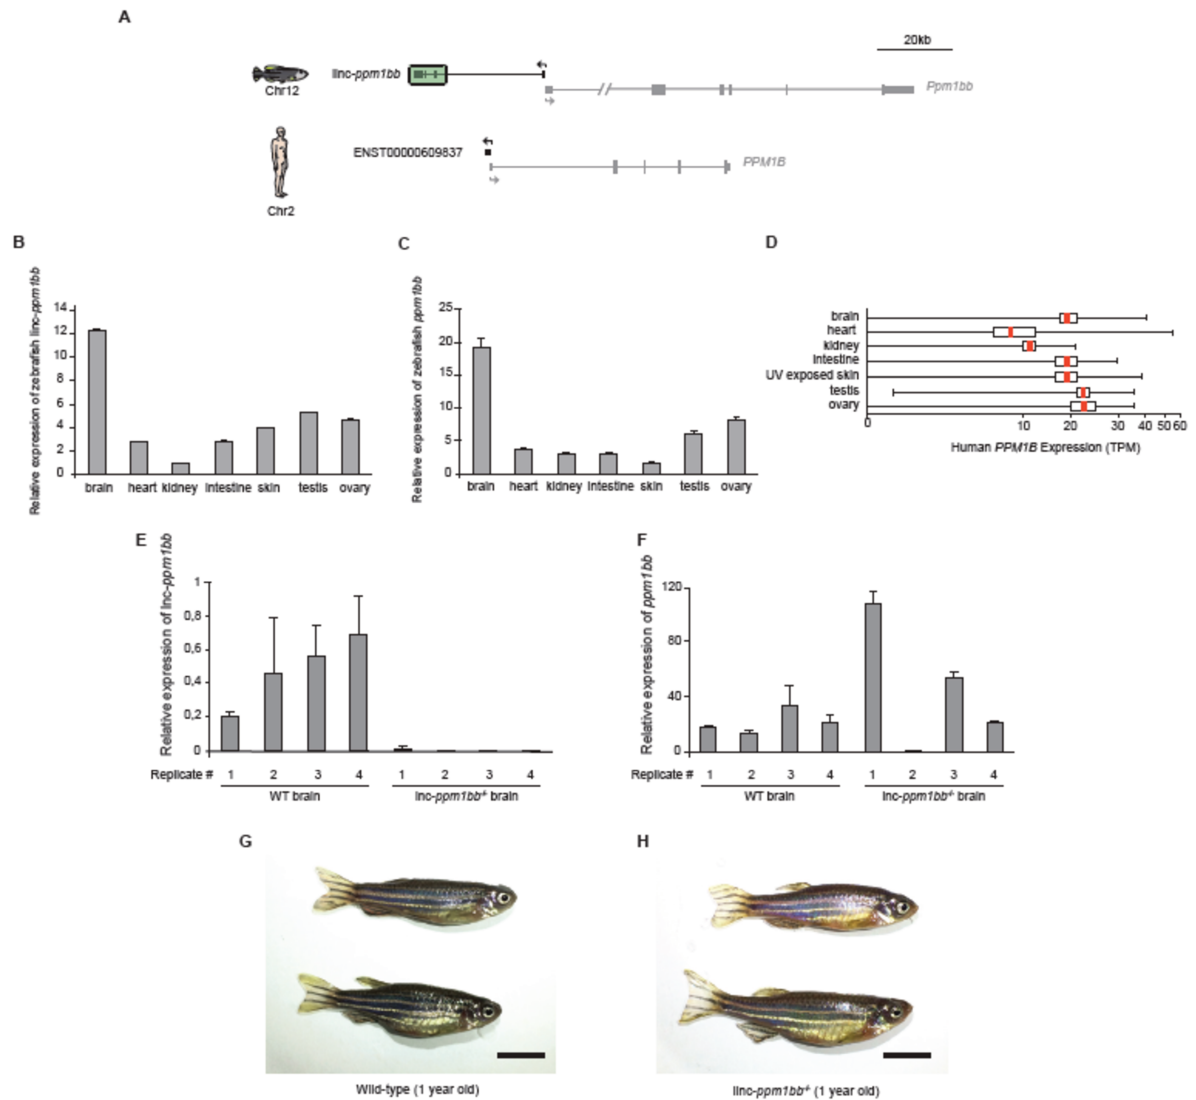 A
20kb
linc-ppm1bb
Chr12
Ppm1bb
ENST00000609837
PPM1B
Chr2
B
Relative expression of zebrafish linc-ppm1bb
14
12
10
8
6
4
2
0
brain heart kidney intestine skin testis ovary
C
Relative expression of zebrafish ppm1bb
25
20
15
10
5
0
brain heart kidney intestine skin testis ovary
D
brain
heart
kidney
intestine
UV exposed skin
testis
ovary
0 10 20 30 40 50 60
Human PPM1B Expression (TPM)
E
Relative expression of lnc-ppm1bb
1
0,8
0,6
0,4
0,2
0
Replicate # 1 2 3 4 1 2 3 4
WT brain lnc-ppm1bb-/- brain
F
Relative expression of ppm1bb
120
80
40
0
Replicate # 1 2 3 4 1 2 3 4
WT brain lnc-ppm1bb-/- brain
G
Wild-type (1 year old)
H
linc-ppm1bb-/- (1 year old)